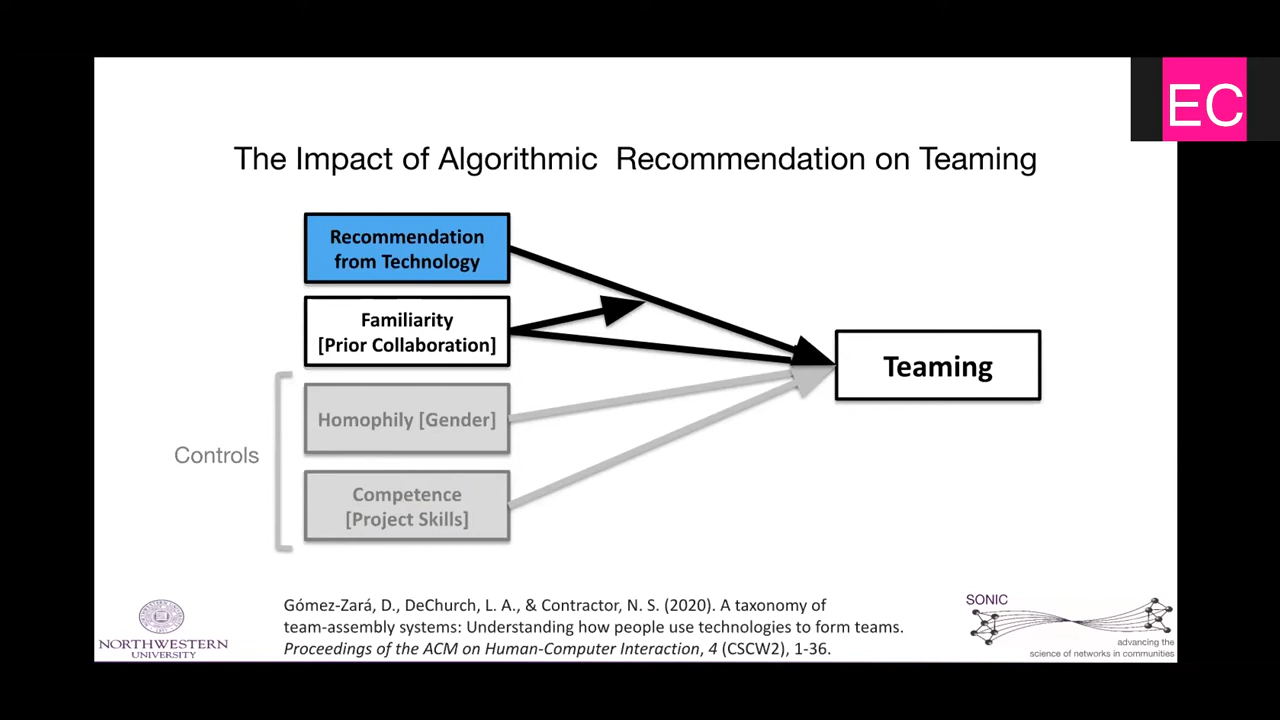 EC
The Impact of Algorithmic Recommendation on Teaming
Recommendation
from Technology
Familiarity
[Prior Collaboration]
Teaming
Homophily [Gender]
Controls
Competence
[Project Skills]
Gómez-Zará, D., DeChurch, L. A., & Contractor, N. S. (2020). A taxonomy of
team-assembly systems: Understanding how people use technologies to form teams.
Proceedings of the ACM on Human-Computer Interaction, 4 (CSCW2), 1-36.
NORTHWESTERN
UNIVERSITY
SONIC
advancing the
science of networks in communities